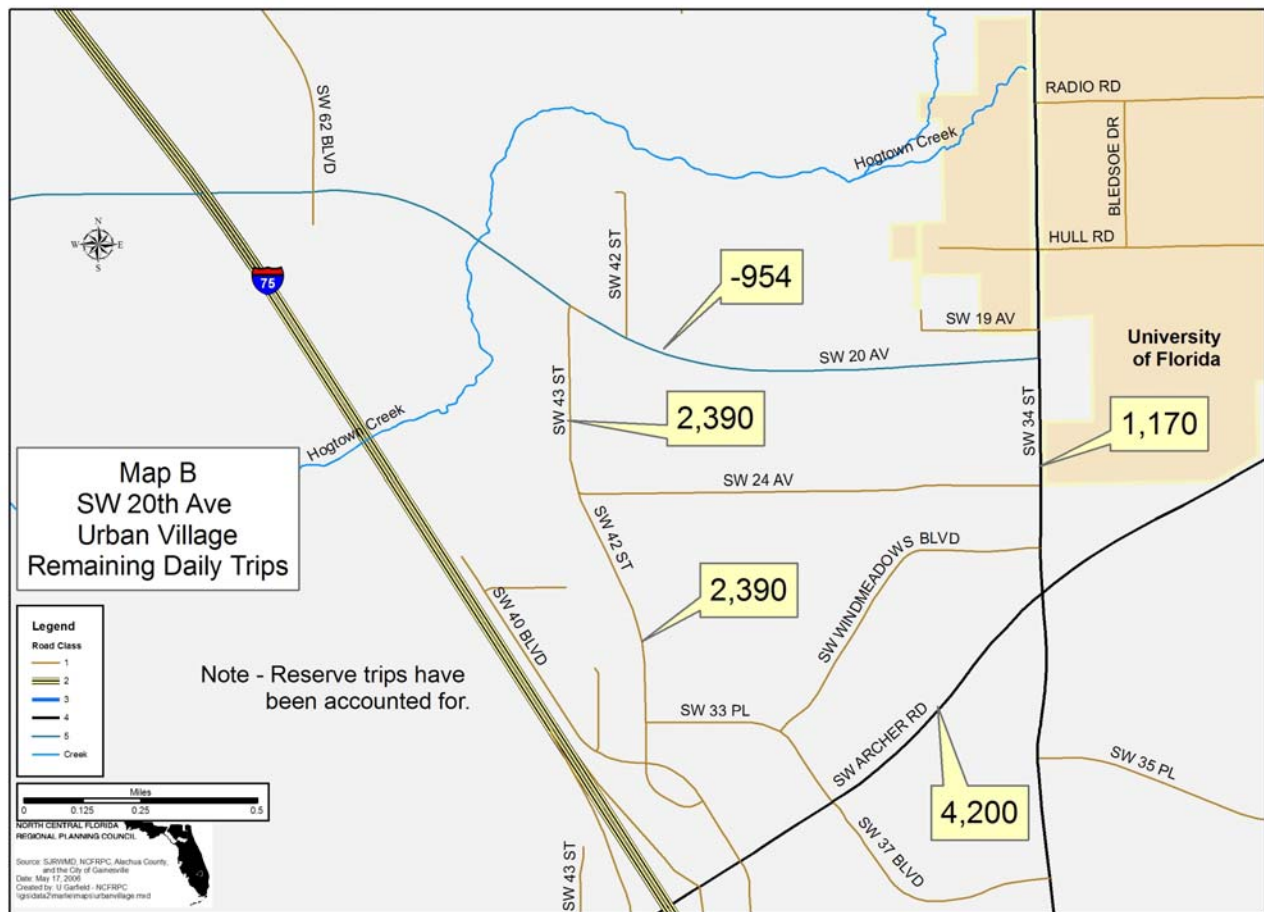 RADIO RD
SW 62 BLVD
BLEDSOE DR
Hogtown Creek
HULL RD
N
W E
S
SW 42 ST
-954
75
SW 19 AV
University
of Florida
SW 20 AV
SW 43 ST
2,390
SW 34 ST
1,170
Hogtown Creek
Map B
SW 20th Ave
Urban Village
Remaining Daily Trips
SW 24 AV
SW 42 ST
SW WINDMEADOWS BLVD
2,390
SW 40 BLVD
Legend
Road Class
1
2
3
4
5
Creek
Note - Reserve trips have
been accounted for.
SW 33 PL
SW ARCHER RD
SW 35 PL
4,200
Miles
0 0.125 0.25 0.5
NORTH CENTRAL FLORIDA
REGIONAL PLANNING COUNCIL
SW 43 ST
SW 37 BLVD
Source: SJRWMD, NCFRPC, Alachua County,
and the City of Gainesville
Date: May 17, 2006
Created by: U Garfield - NCFRPC